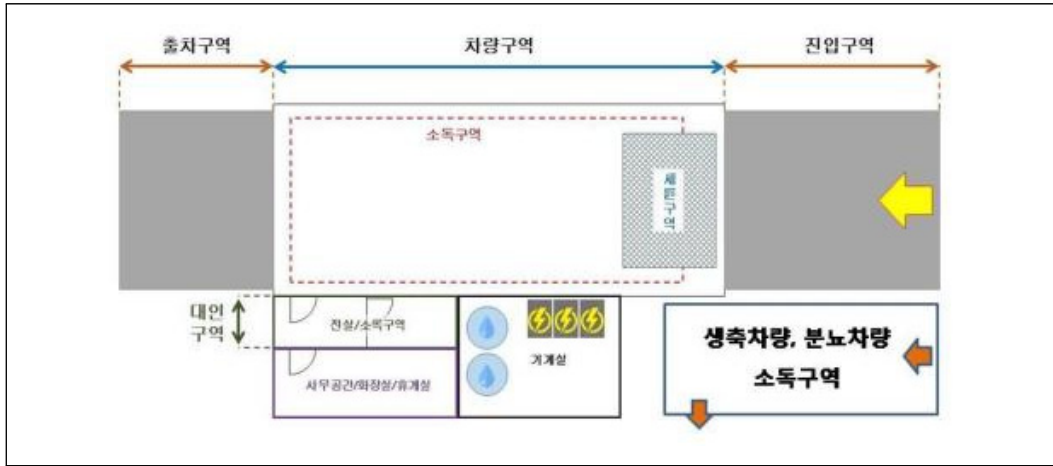 출차구역
차량구역
진입구역
소독구역
세륜구역
대인
구역
전실/소독구역
사무공간/화장실/휴게실
기계실
생축차량, 분뇨차량
소독구역